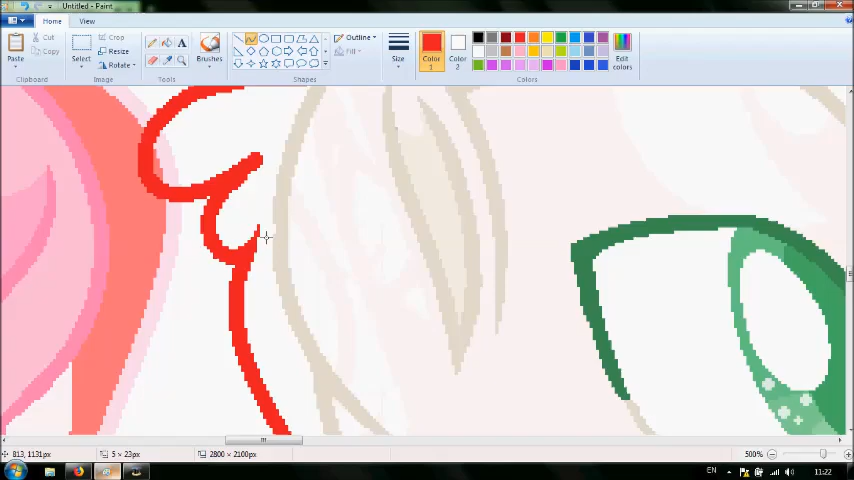 Untitled - Paint
Home View
Paste
Cut
Copy
Clipboard
Select
Crop
Resize
Rotate
Image
A
Tools
Brushes
Outline
Fill
Shapes
Size
Color 1
Color 2
Edit colors
Colors
813, 1131px
5 x 23px
2800 x 2100px
500%
EN
11:22